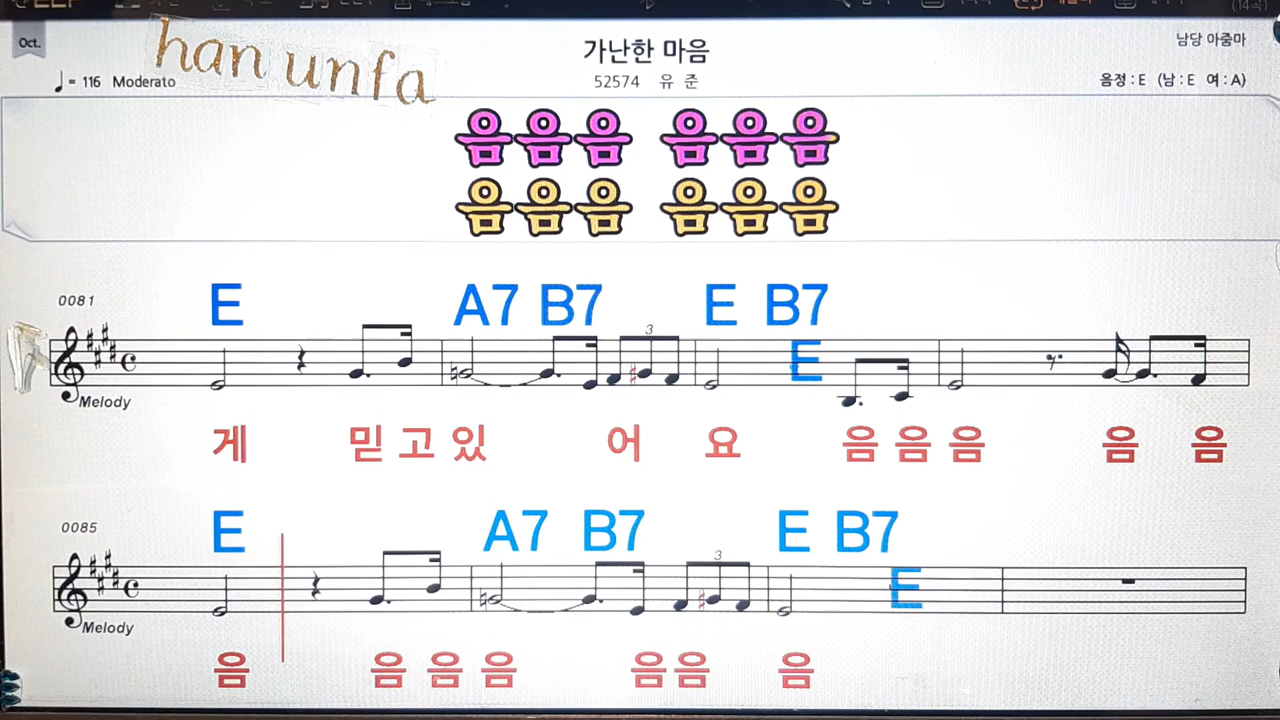 Oct.
han unfa
가난한 마음
남당 아줌마
♩= 116 Moderato
52574 유 준
음정 : E (남 : E 여 : A)
음음음 음음음
음음음 음음음
0081
E A7 B7 E B7
E
3
Melody
게 믿 고 있 어 요 음 음 음 음 음
0085
E A7 B7 E B7
E
3
Melody
음 음 음 음 음 음 음